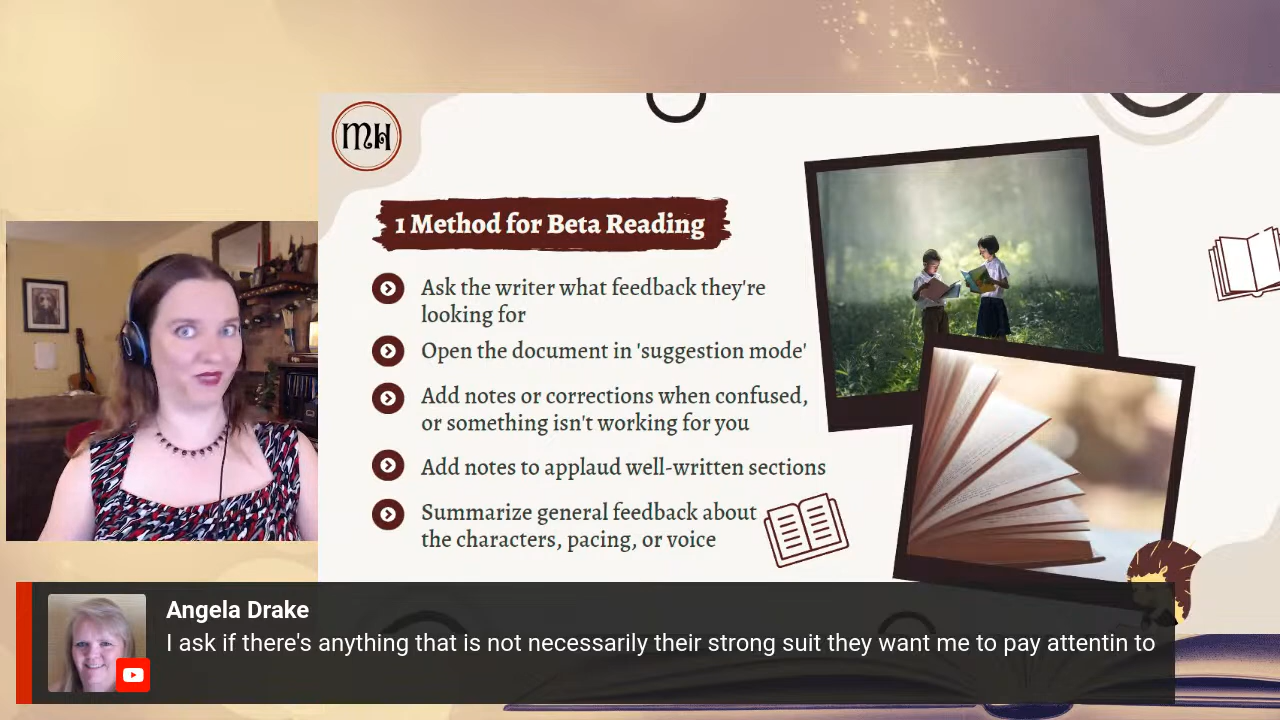 MH
1 Method for Beta Reading
Ask the writer what feedback they're
looking for
Open the document in 'suggestion mode'
Add notes or corrections when confused,
or something isn't working for you
Add notes to applaud well-written sections
Summarize general feedback about
the characters, pacing, or voice
Angela Drake
I ask if there's anything that is not necessarily their strong suit they want me to pay attentin to